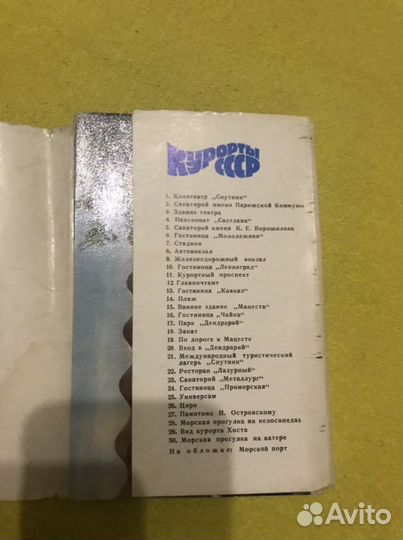 КУРОРТЫ
СССР
1. Кинотеатр „Спутник"
2. Санаторий имени Парижской Коммуны
3. Здание театра
4. Пансионат „Светлана"
5. Санаторий имени К. Е. Ворошилова
6. Гостиница „Молодежная"
7. Стадион
8. Автовокзал
9. Железнодорожный вокзал
10. Гостиница „Ленинград"
11. Курортный проспект
12 Главпочтамт
13. Гостиница „Кавказ"
14. Пляж
15. Ванное здание „Мацеста"
16. Гостиница „Чайка"
17. Парк „Дендрарий"
18. Закат
19. По дороге к Мацесте
20. Вход в „Дендрарий"
21. Международный туристический
лагерь „Спутник"
22. Ресторан „Лазурный"
23. Санаторий „Металлург"
24. Гостиница „Приморская"
25. Универсам
26. Цирк
27. Памятник Н. Островскому
28. Морская прогулка на велосипедах
29. Вид курорта Хоста
30. Морская прогулка на катере
На обложке: Морской порт
Avito